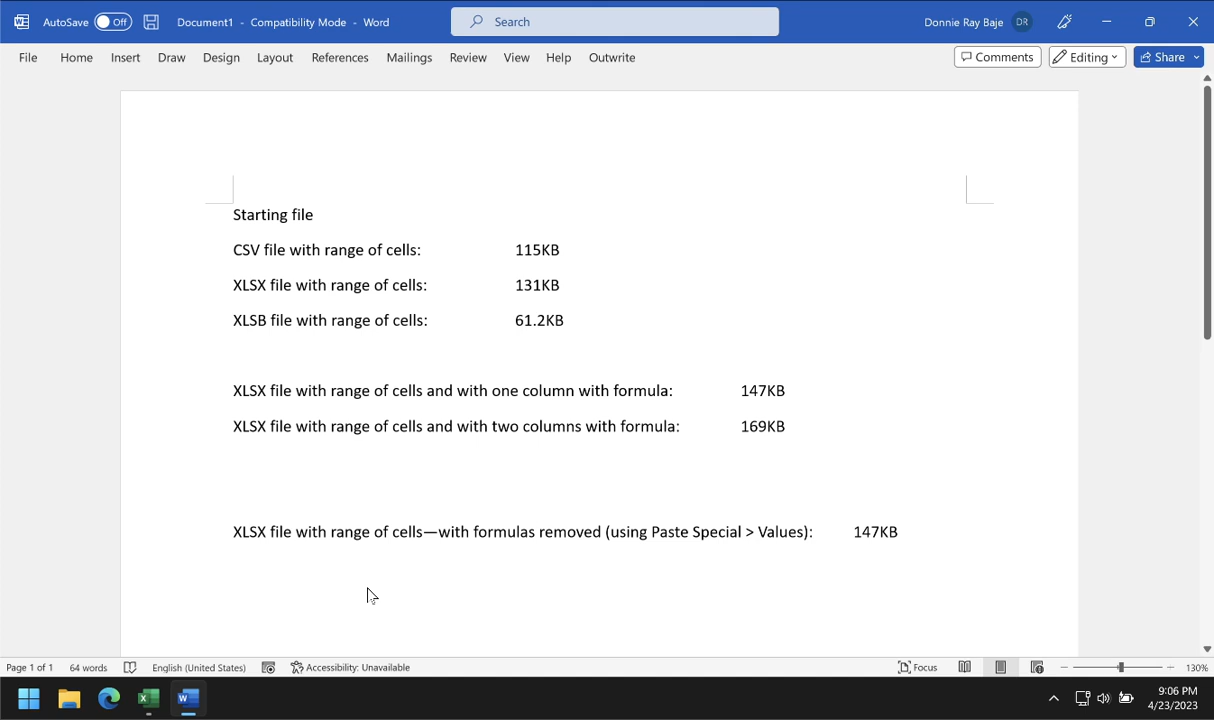 AutoSave Off Document1 - Compatibility Mode - Word Search Donnie Ray Baje DR
File Home Insert Draw Design Layout References Mailings Review View Help Outwrite Comments Editing Share
Starting file
CSV file with range of cells: 115KB
XLSX file with range of cells: 131KB
XLSB file with range of cells: 61.2KB
XLSX file with range of cells and with one column with formula: 147KB
XLSX file with range of cells and with two columns with formula: 169KB
XLSX file with range of cells—with formulas removed (using Paste Special > Values): 147KB
Page 1 of 1 64 words English (United States) Accessibility: Unavailable Focus 130%
9:06 PM
4/23/2023